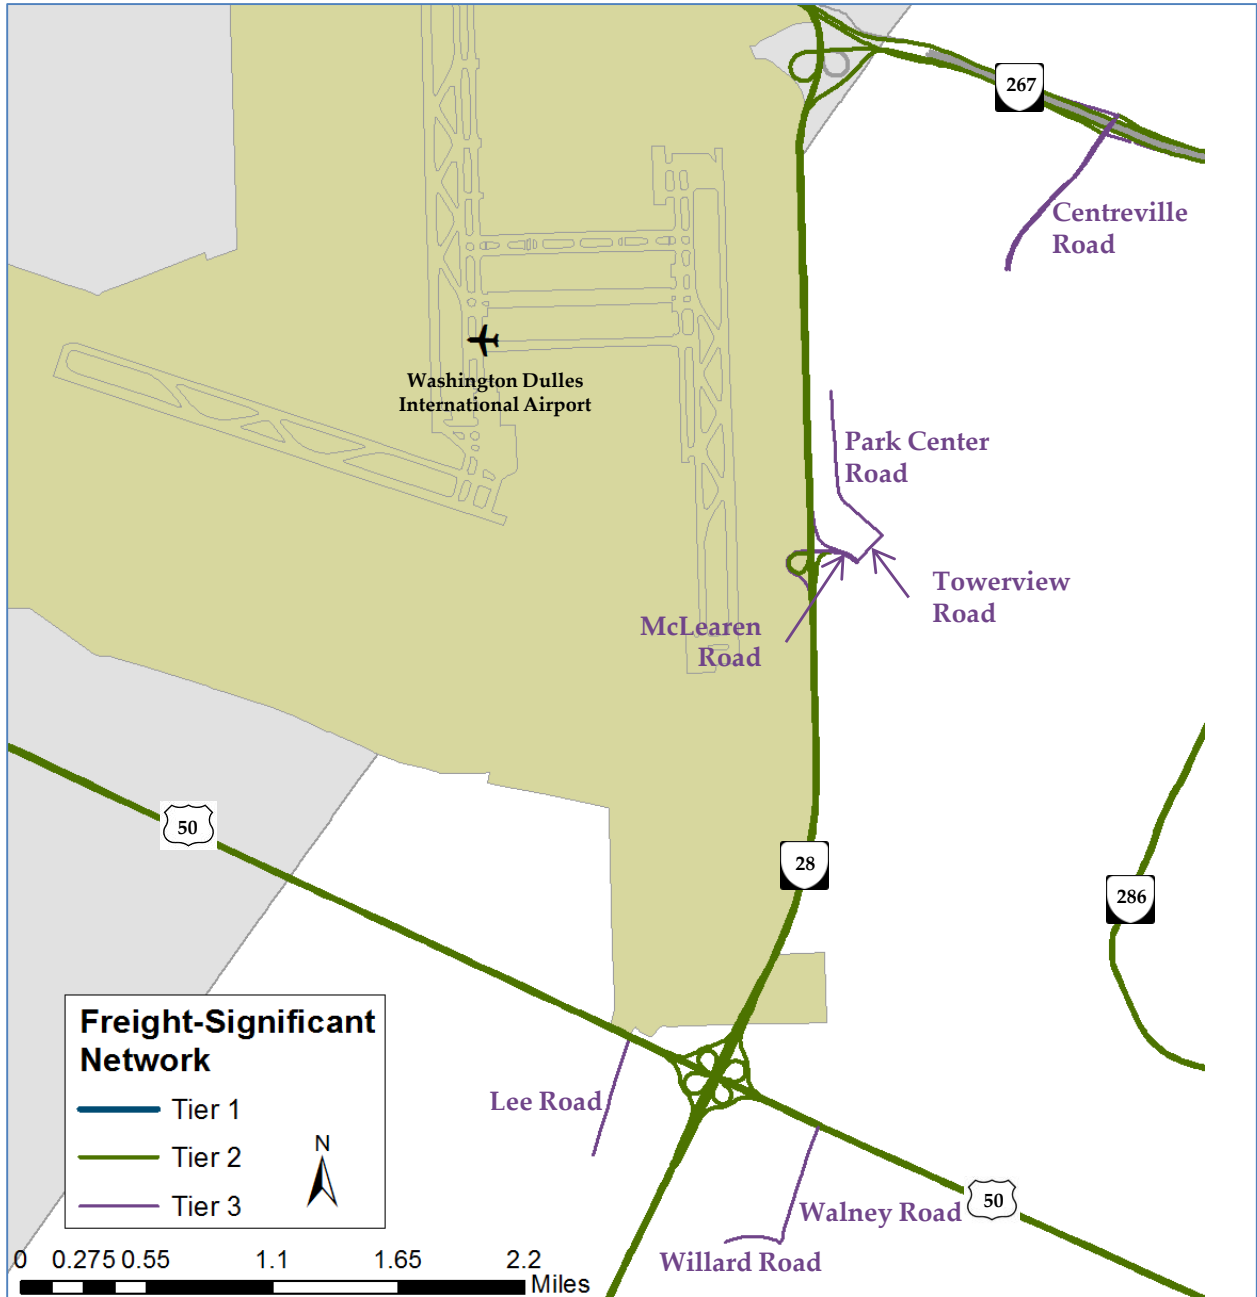 267
Centreville
Road
Washington Dulles
International Airport
Park Center
Road
Towerview
Road
McLearen
Road
50
28
286
Freight-Significant
Network
Tier 1
Tier 2
Tier 3
N
Lee Road
Walney Road
50
Willard Road
0 0.275 0.55 1.1 1.65 2.2
Miles